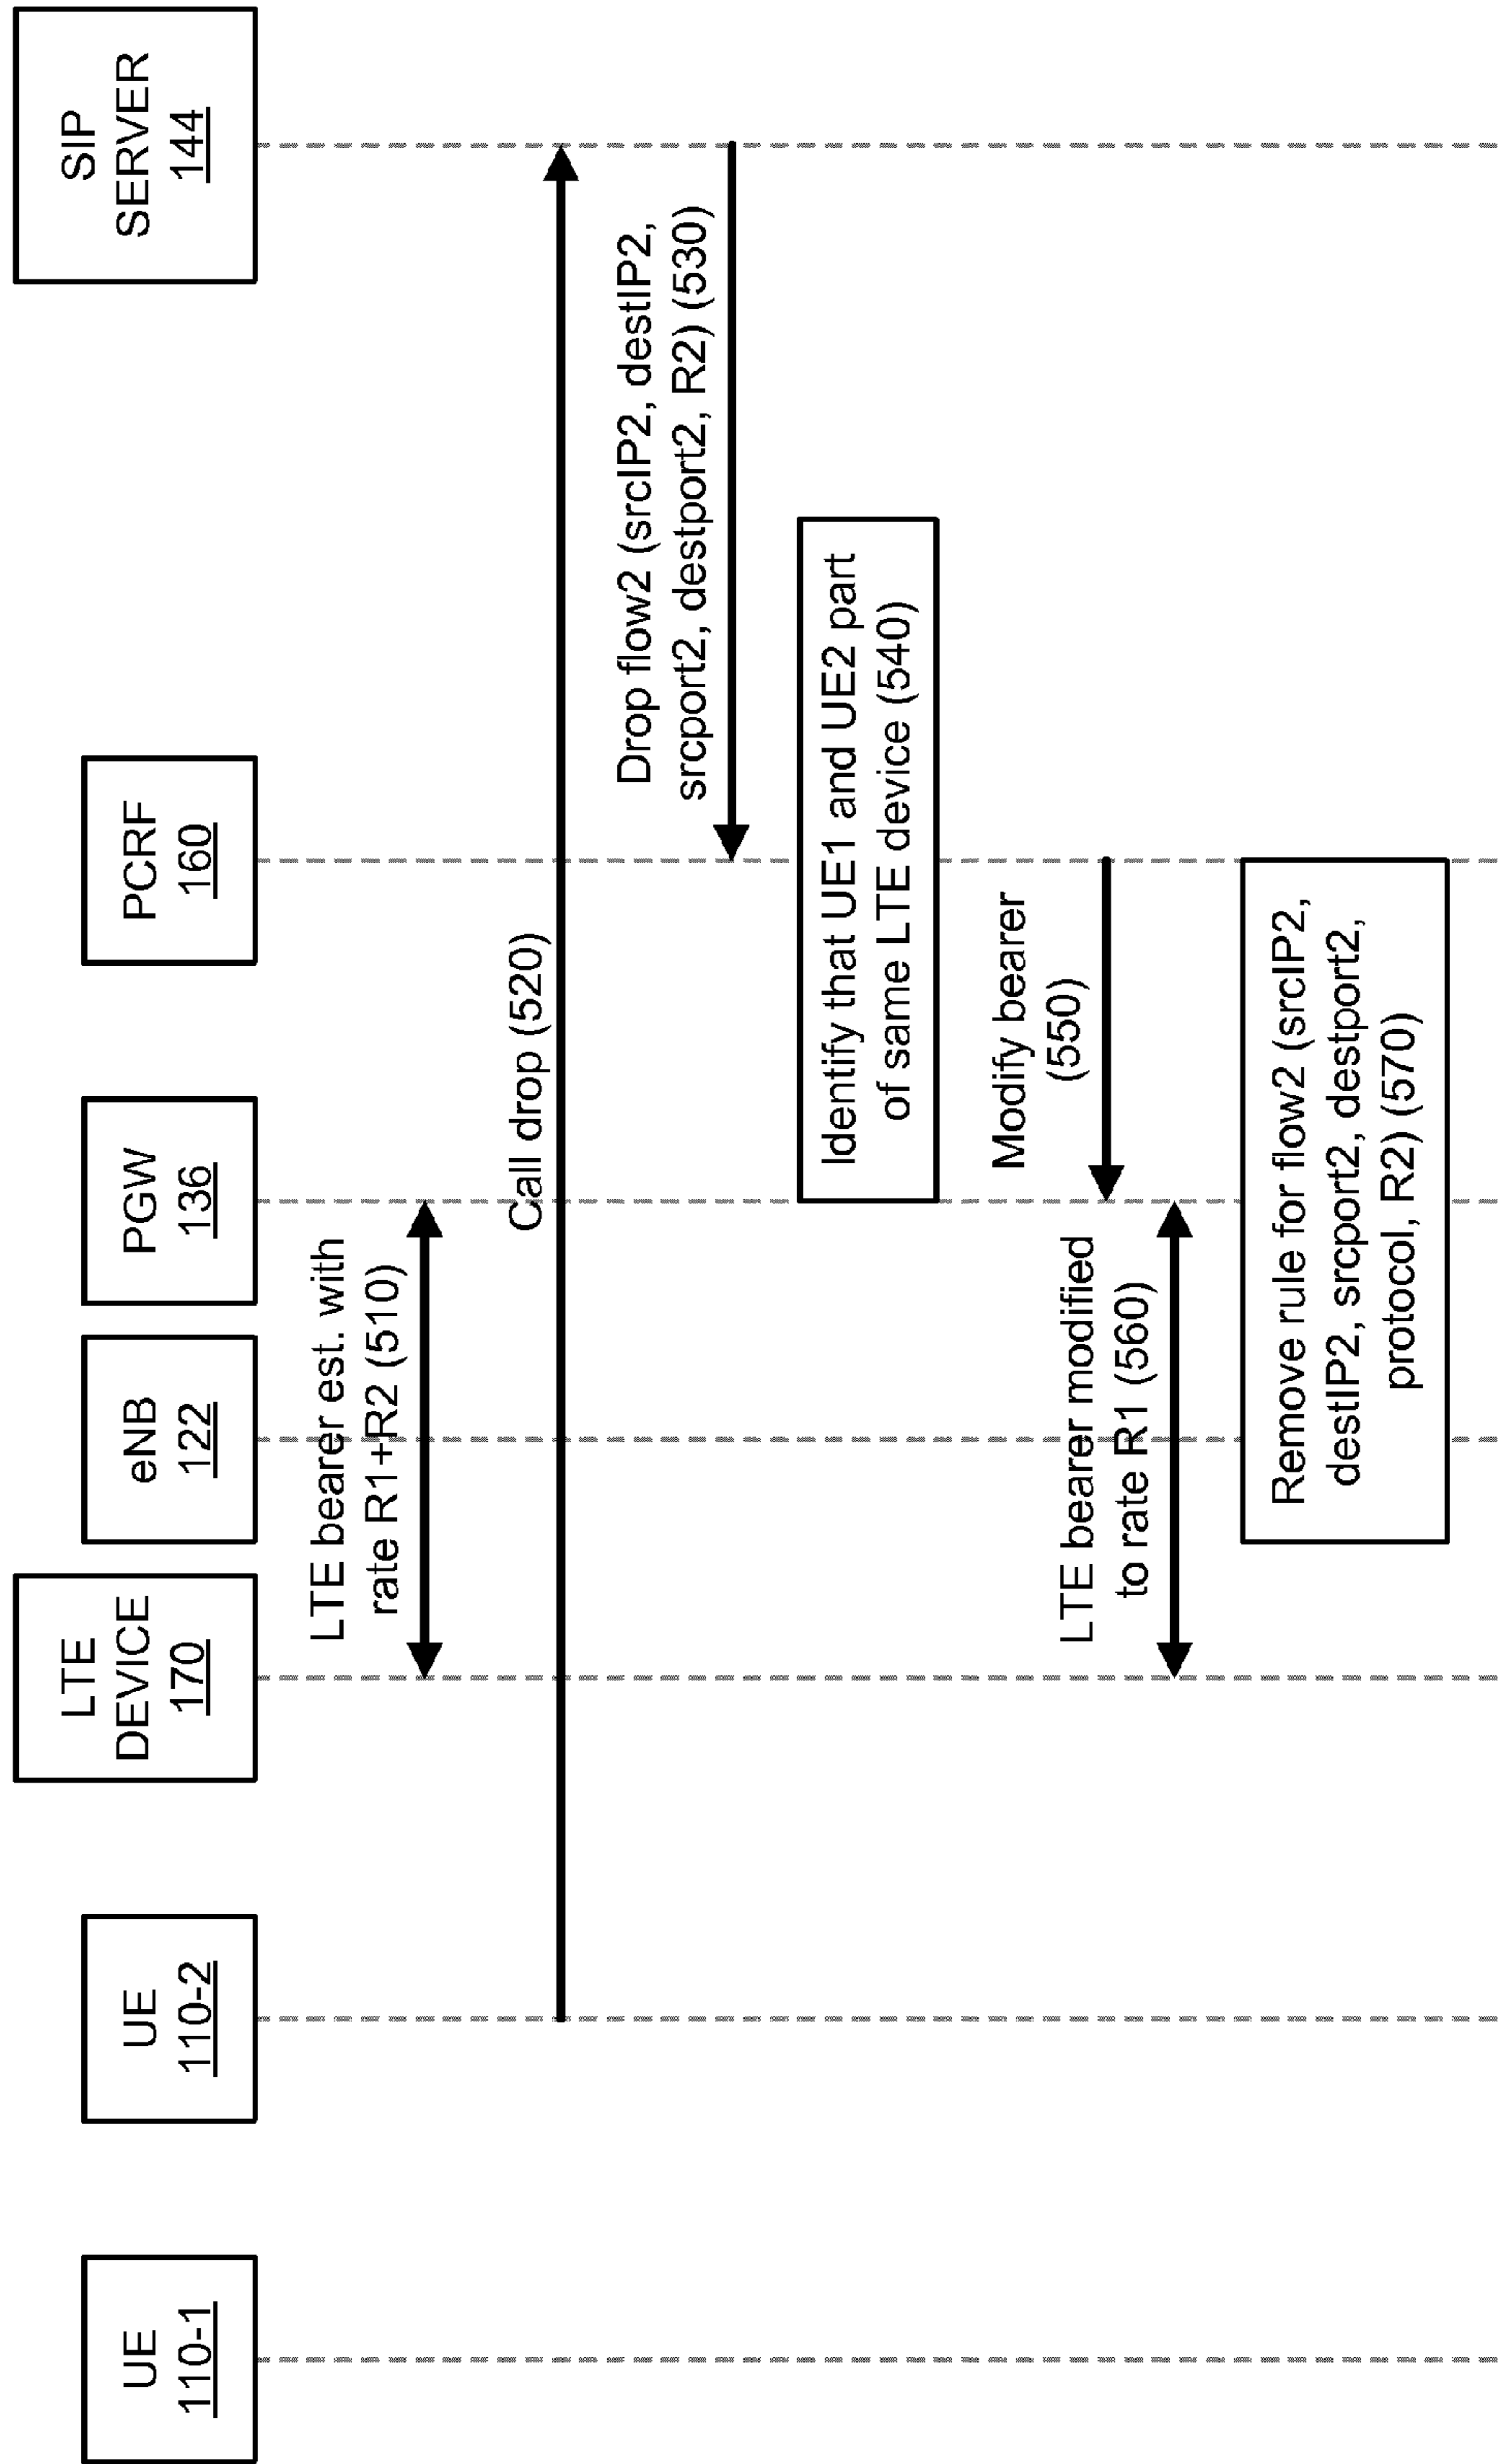 UE
110-1
UE
110-2
LTE
DEVICE
170
eNB
122
PGW
136
PCRF
160
SIP
SERVER
144
LTE bearer est. with
rate R1+R2 (510)
Call drop (520)
Drop flow2 (srcIP2, destIP2,
srcport2, destport2, R2) (530)
Identify that UE1 and UE2 part
of same LTE device (540)
Modify bearer
(550)
LTE bearer modified
to rate R1 (560)
Remove rule for flow2 (srcIP2,
destIP2, srcport2, destport2,
protocol, R2) (570)